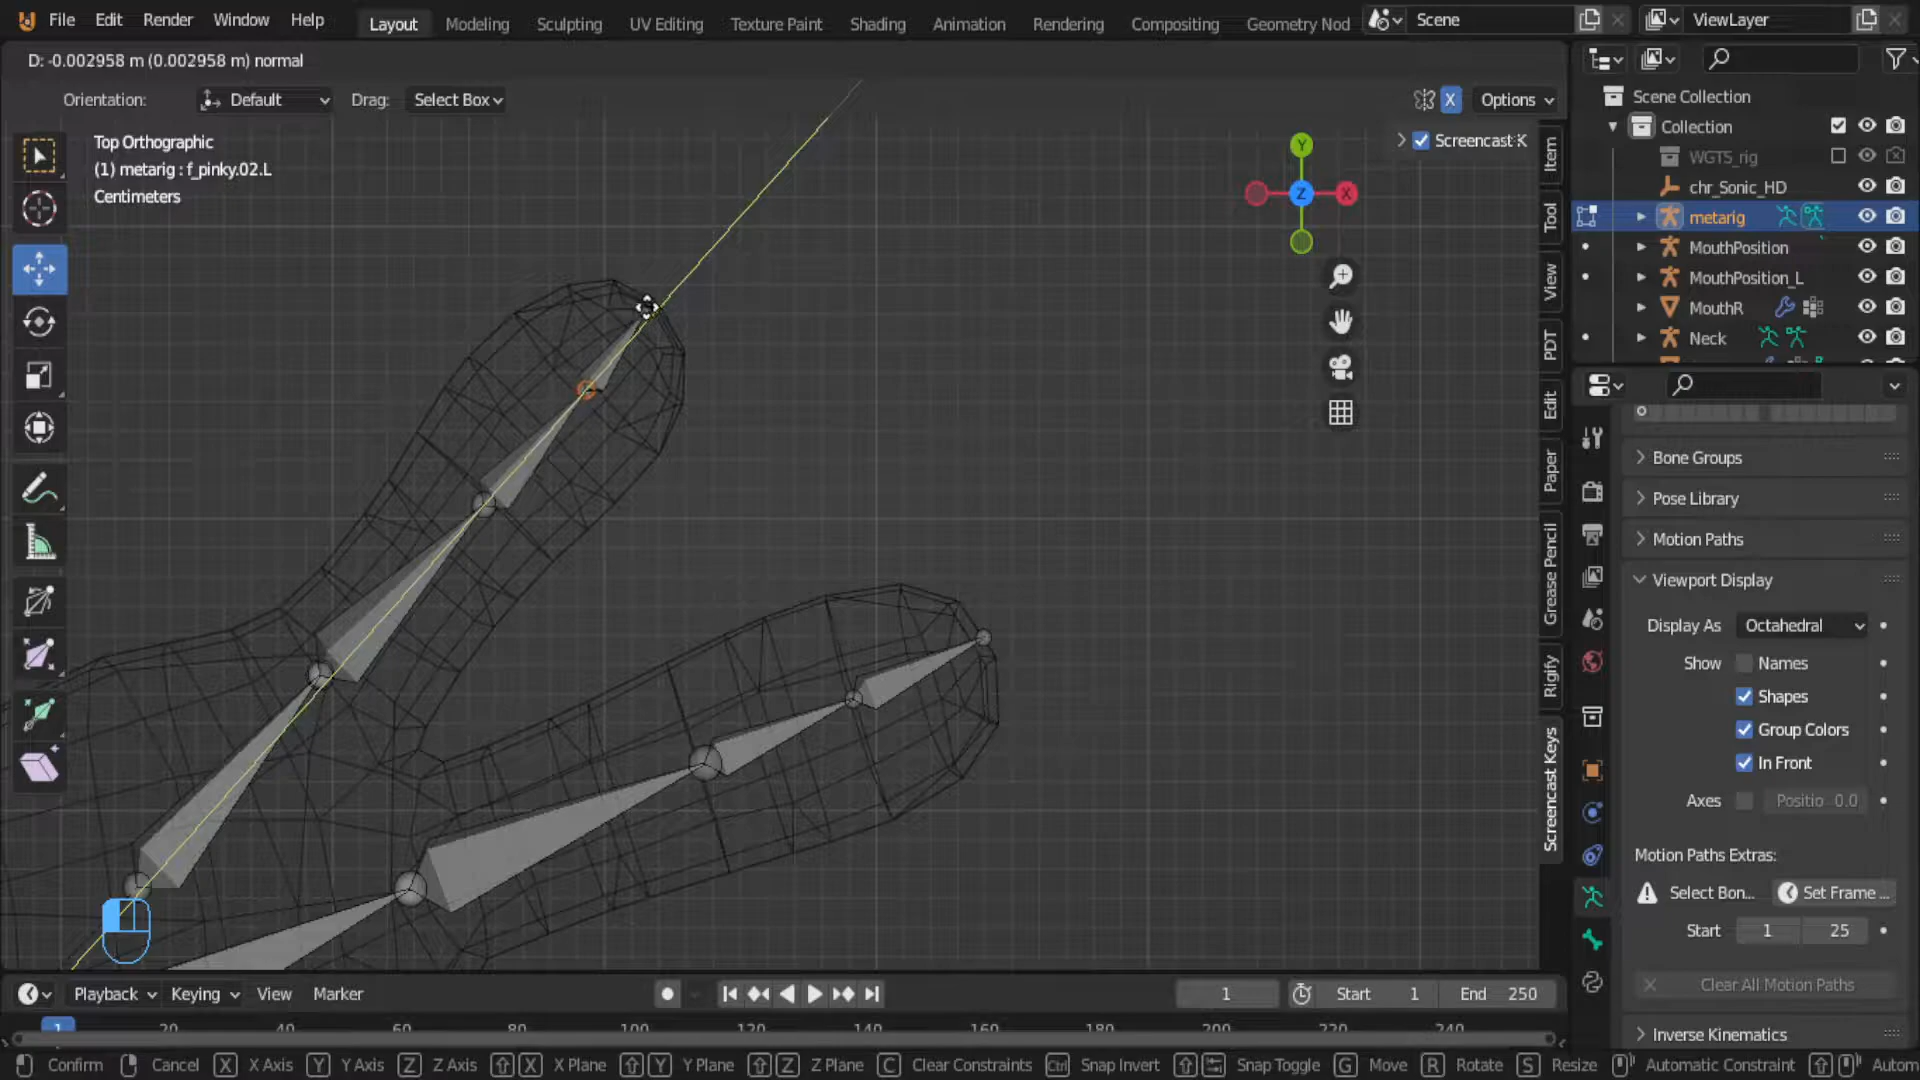 File Edit Render Window Help Layout Modeling Sculpting UV Editing Texture Paint Shading Animation Rendering Compositing Geometry Nod Scene ViewLayer
D: -0.002958 m (0.002958 m) normal
Orientation: Default Drag: Select Box X Options
Top Orthographic
(1) metarig : f_pinky.02.L
Centimeters
Screencast K
Y
Z
X
Item
Tool
View
PDT
Edit
Paper
Grease Pencil
Rigify
Screencast Keys
Scene Collection
Collection
WGTS_rig
chr_Sonic_HD
metarig
MouthPosition
MouthPosition_L
MouthR
Neck
Bone Groups
Pose Library
Motion Paths
Viewport Display
Display As Octahedral
Show Names
Shapes
Group Colors
In Front
Axes Positio 0.0
Motion Paths Extras:
Select Bon... Set Frame ...
Start 1 25
Clear All Motion Paths
Inverse Kinematics
Playback Keying View Marker 1 Start 1 End 250
1 20 40 60 80 100 120 140 160 180 200 220 240
Confirm Cancel X X Axis Y Y Axis Z Z Axis X X Plane Y Y Plane Z Z Plane C Clear Constraints Ctrl Snap Invert Snap Toggle G Move R Rotate S Resize Automatic Constraint Autom